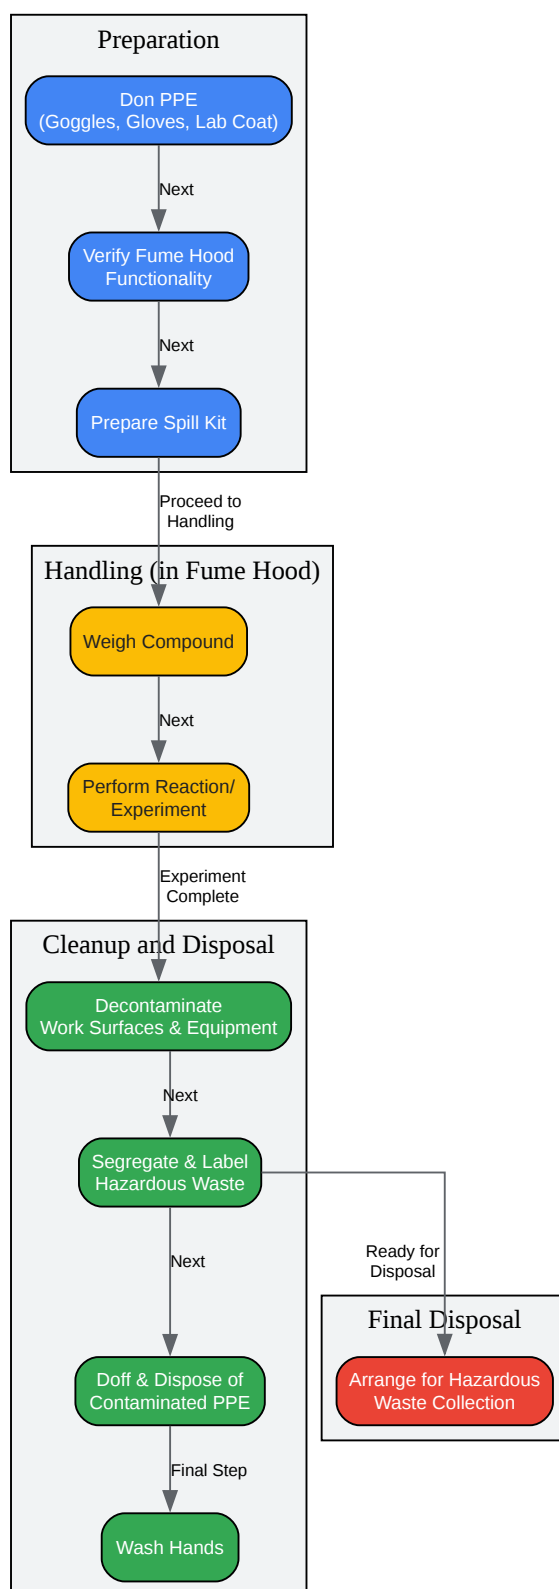 Preparation
Don PPE
(Goggles, Gloves, Lab Coat)
Next
Verify Fume Hood
Functionality
Next
Prepare Spill Kit
Proceed to
Handling
Handling (in Fume Hood)
Weigh Compound
Next
Perform Reaction/
Experiment
Experiment
Complete
Cleanup and Disposal
Decontaminate
Work Surfaces & Equipment
Next
Segregate & Label
Hazardous Waste
Ready for
Disposal
Next
Final Disposal
Arrange for Hazardous
Waste Collection
Doff & Dispose of
Contaminated PPE
Final Step
Wash Hands